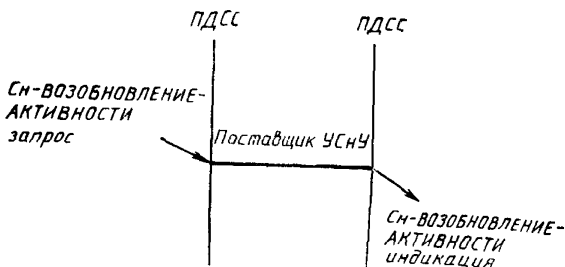 ПДСС ПДСС
Сн-ВОЗОБНОВЛЕНИЕ-
АКТИВНОСТИ
запрос
Поставщик УСнУ
Сн-ВОЗОБНОВЛЕНИЕ-
АКТИВНОСТИ
индикация